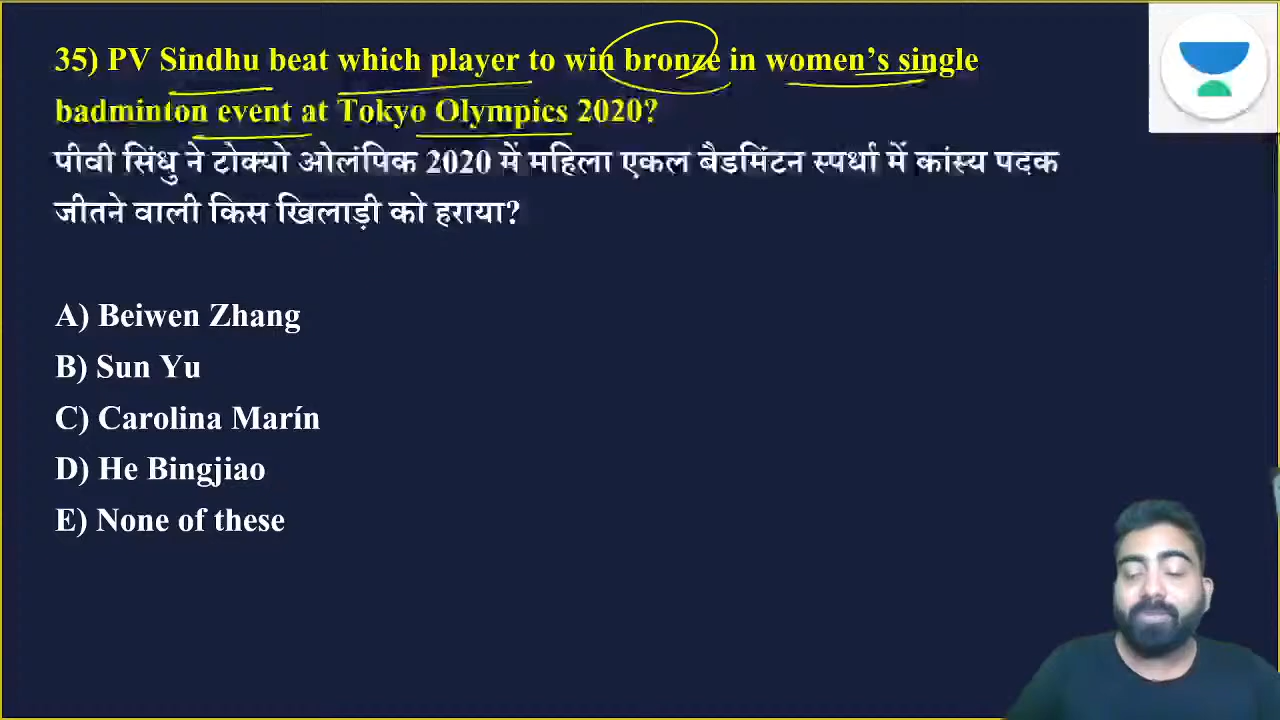 35) PV Sindhu beat which player to win bronze in women’s single
badminton event at Tokyo Olympics 2020?
पीवी सिंधु ने टोक्यो ओलंपिक 2020 में महिला एकल बैडमिंटन स्पर्धा में कांस्य पदक
जीतने वाली किस खिलाड़ी को हराया?
A) Beiwen Zhang
B) Sun Yu
C) Carolina Marín
D) He Bingjiao
E) None of these